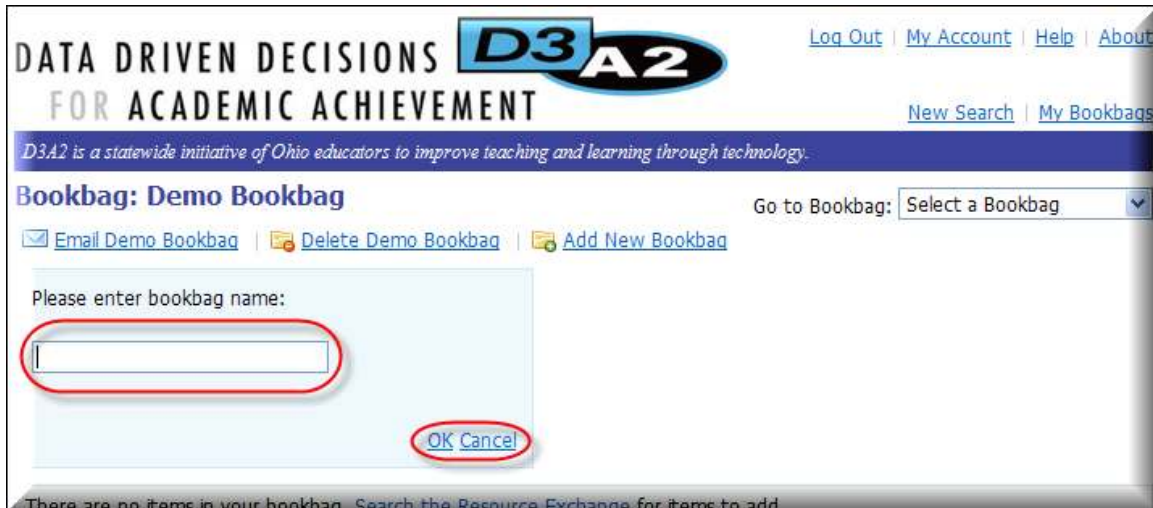 DATA DRIVEN DECISIONS D3A2
FOR ACADEMIC ACHIEVEMENT
Log Out | My Account | Help | About
New Search | My Bookbags
D3A2 is a statewide initiative of Ohio educators to improve teaching and learning through technology.
Bookbag: Demo Bookbag
Go to Bookbag: Select a Bookbag
Email Demo Bookbag | Delete Demo Bookbag | Add New Bookbag
Please enter bookbag name:
OK Cancel
There are no items in your bookbag. Search the Resource Exchange for items to add.